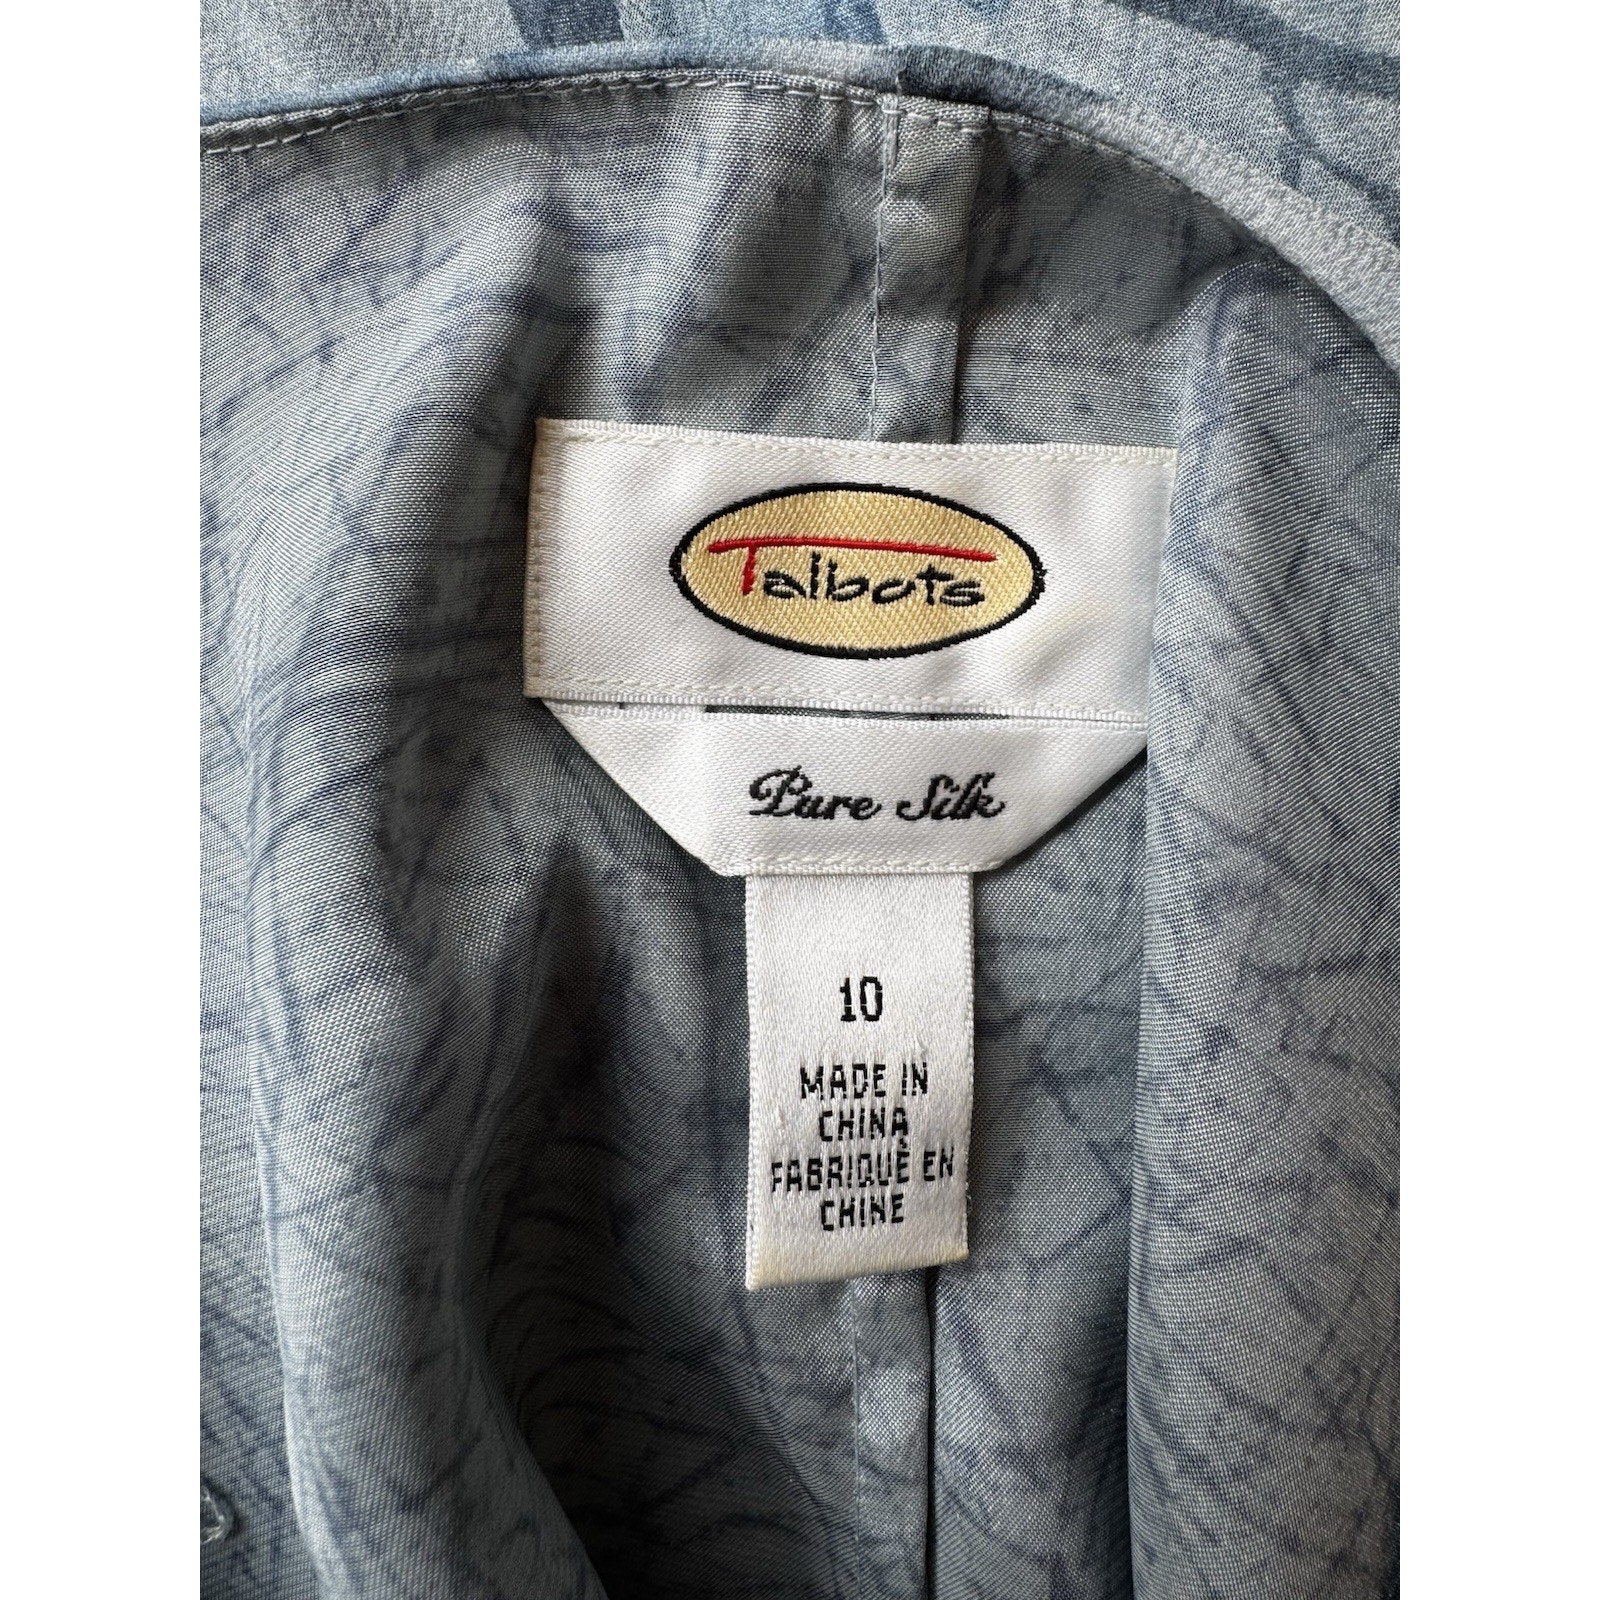 Talbots
Pure Silk
10
MADE IN
CHINA
FABRIQUÉ EN
CHINE